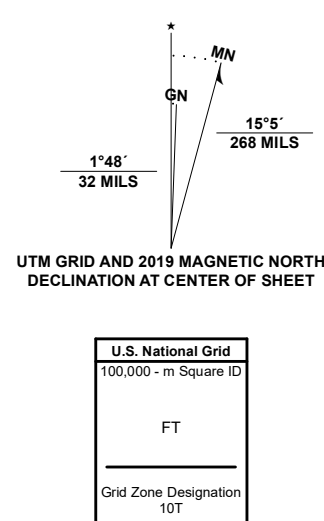 MN
GN
15°5´
268 MILS
1°48´
32 MILS
UTM GRID AND 2019 MAGNETIC NORTH
DECLINATION AT CENTER OF SHEET
U.S. National Grid
100,000 - m Square ID
FT
Grid Zone Designation
10T